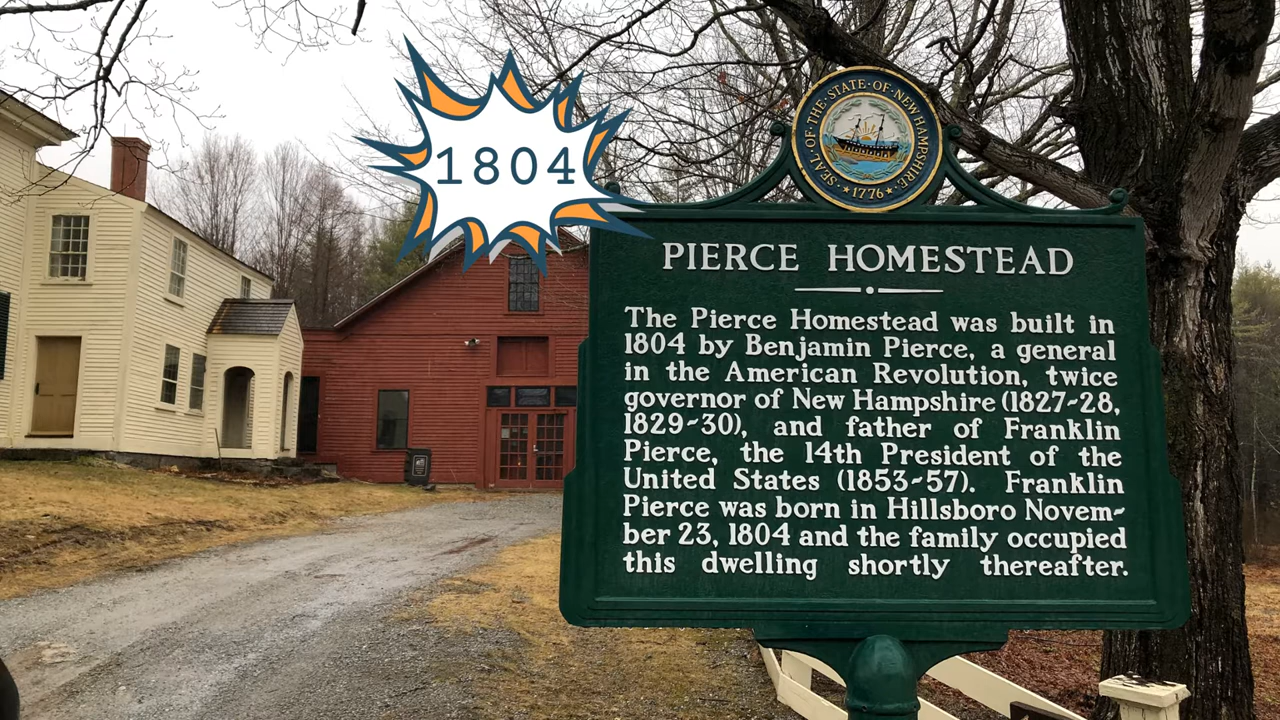 1804
SEAL·OF·THE·STATE·OF·NEW HAMPSHIRE·
★1776★
PIERCE HOMESTEAD
The Pierce Homestead was built in
1804 by Benjamin Pierce, a general
in the American Revolution, twice
governor of New Hampshire (1827-28,
1829-30), and father of Franklin
Pierce, the 14th President of the
United States (1853-57). Franklin
Pierce was born in Hillsboro Novem-
ber 23, 1804 and the family occupied
this dwelling shortly thereafter.